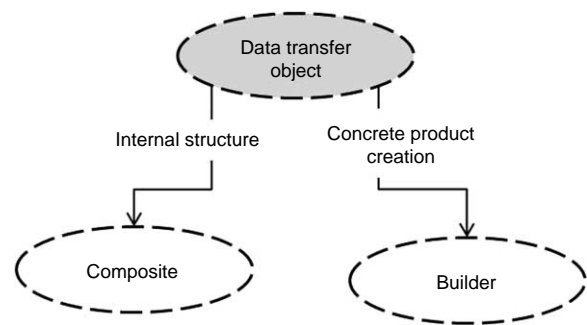 Data transfer
object
Internal structure
Concrete product
creation
Composite
Builder